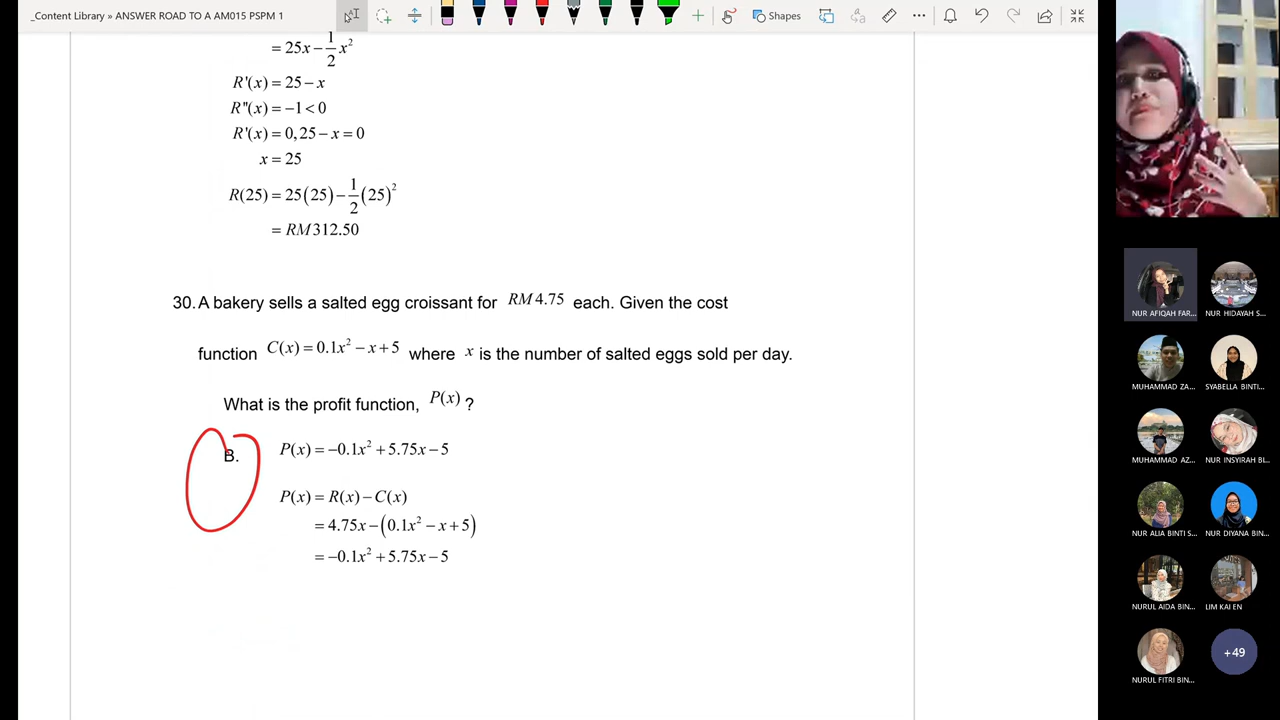 _Content Library » ANSWER ROAD TO A AM015 PSPM 1
Shapes
= 25x − 1/2 x²
R'(x) = 25 − x
R"(x) = −1 < 0
R'(x) = 0, 25 − x = 0
x = 25
R(25) = 25(25) − 1/2 (25)²
= RM 312.50
30. A bakery sells a salted egg croissant for RM 4.75 each. Given the cost
function C(x) = 0.1x² − x + 5 where x is the number of salted eggs sold per day.
What is the profit function, P(x) ?
B. P(x) = −0.1x² + 5.75x − 5
P(x) = R(x) − C(x)
= 4.75x − (0.1x² − x + 5)
= −0.1x² + 5.75x − 5
NUR AFIQAH FAR...
NUR HIDAYAH S...
MUHAMMAD ZA...
SYABELLA BINTI...
MUHAMMAD AZ...
NUR INSYIRAH BI...
NUR ALIA BINTI S...
NUR DIYANA BIN...
NURUL AIDA BIN...
LIM KAI EN
NURUL FITRI BIN...
+49